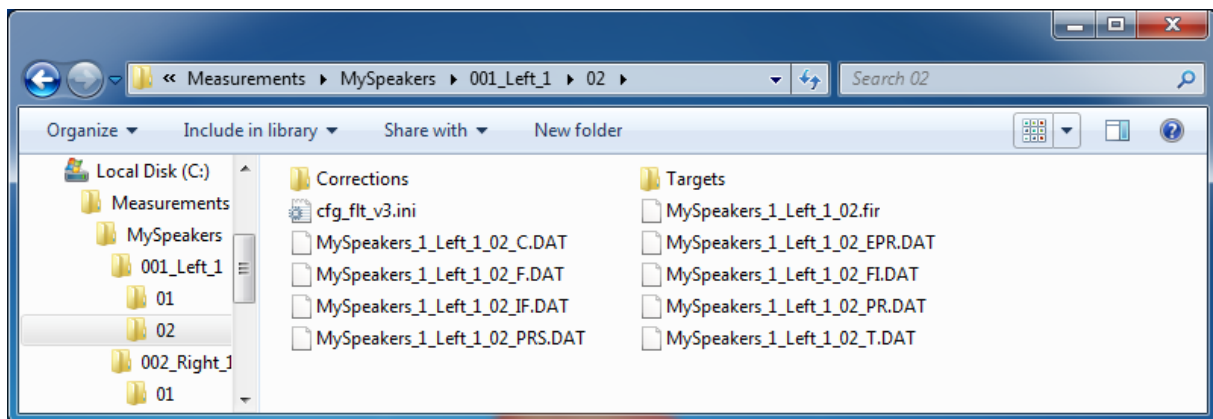 « Measurements ▸ MySpeakers ▸ 001_Left_1 ▸ 02 ▸
Search 02
Organize Include in library Share with New folder
Local Disk (C:)
Measurements
MySpeakers
001_Left_1
01
02
002_Right_1
01
Corrections Targets
cfg_flt_v3.ini MySpeakers_1_Left_1_02.fir
MySpeakers_1_Left_1_02_C.DAT MySpeakers_1_Left_1_02_EPR.DAT
MySpeakers_1_Left_1_02_F.DAT MySpeakers_1_Left_1_02_FI.DAT
MySpeakers_1_Left_1_02_IF.DAT MySpeakers_1_Left_1_02_PR.DAT
MySpeakers_1_Left_1_02_PRS.DAT MySpeakers_1_Left_1_02_T.DAT